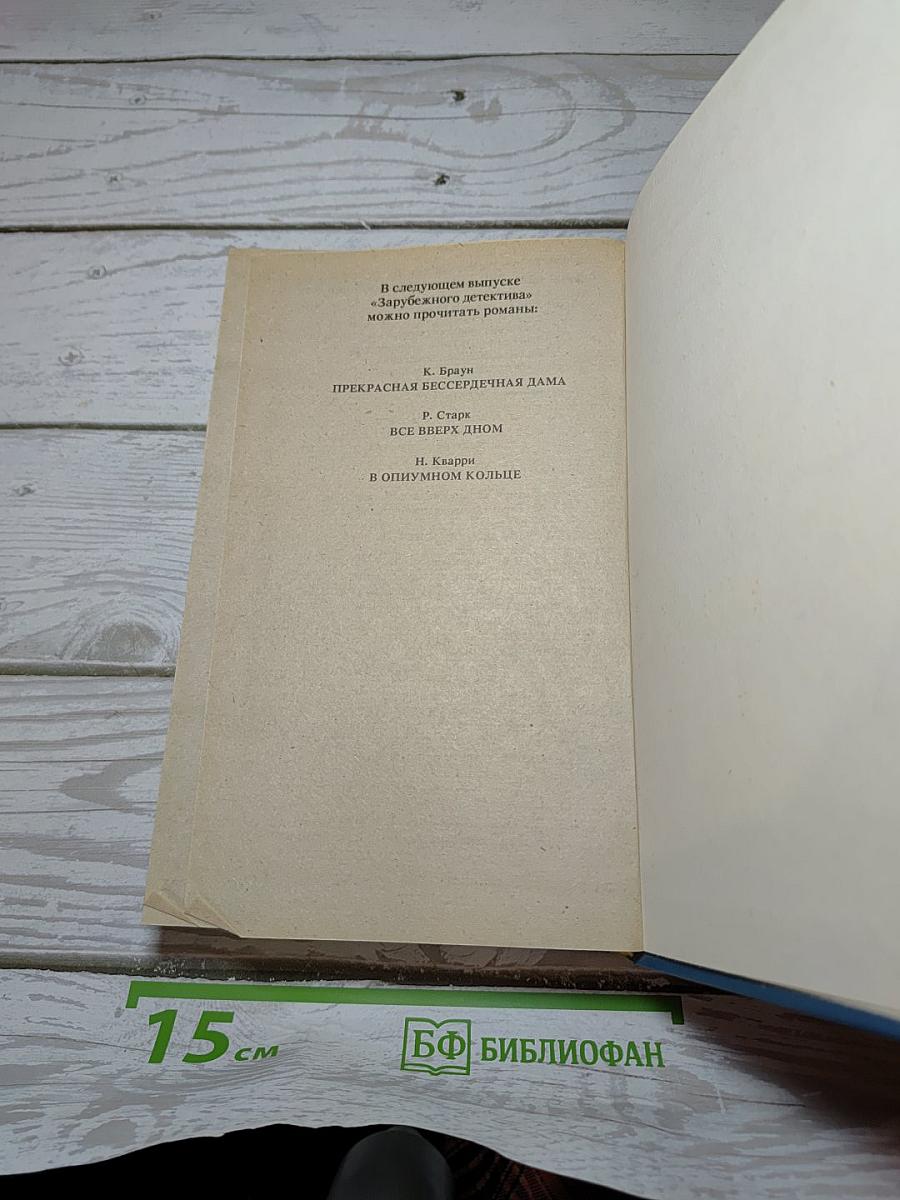 В следующем выпуске
«Зарубежного детектива»
можно прочитать романы:
К. Браун
ПРЕКРАСНАЯ БЕССЕРДЕЧНАЯ ДАМА
Р. Старк
ВСЕ ВВЕРХ ДНОМ
Н. Кварри
В ОПИУМНОМ КОЛЬЦЕ
15 см
БФ БИБЛИОФАН